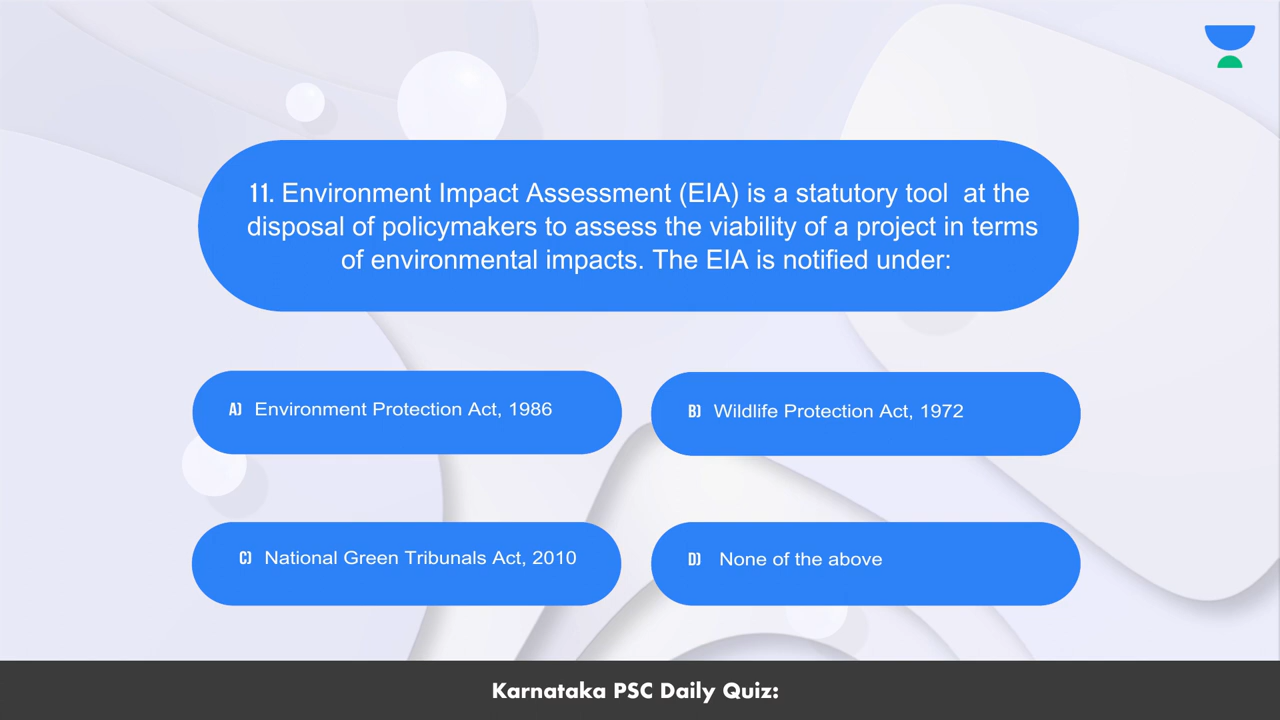 11. Environment Impact Assessment (EIA) is a statutory tool  at the
disposal of policymakers to assess the viability of a project in terms
of environmental impacts. The EIA is notified under:
A) Environment Protection Act, 1986
B) Wildlife Protection Act, 1972
C) National Green Tribunals Act, 2010
D) None of the above
Karnataka PSC Daily Quiz: